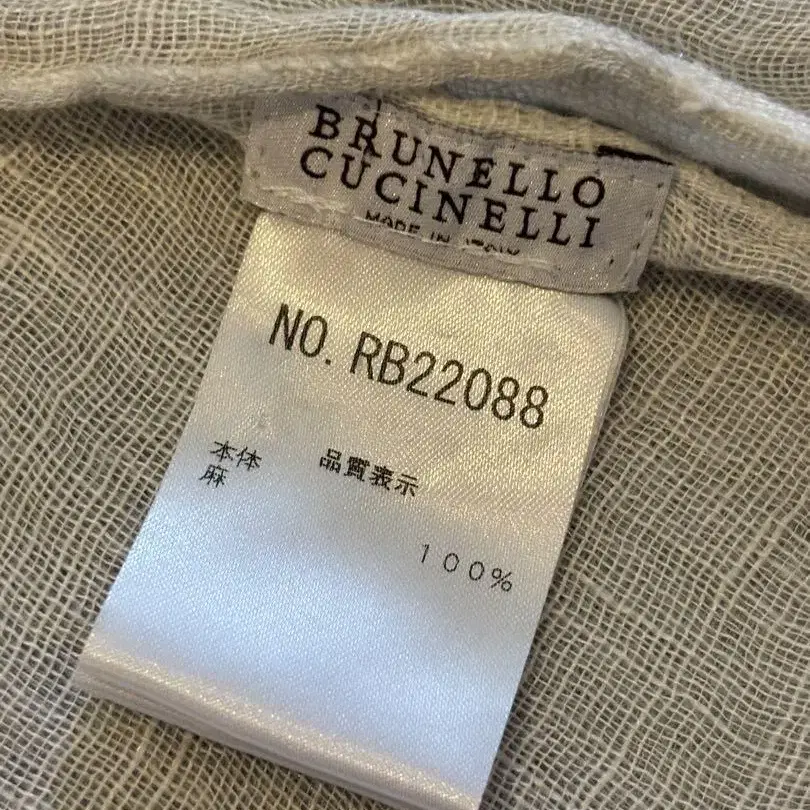 BRUNELLO
CUCINELLI
MADE IN ITALY
NO. RB22088
品質表示
本体
麻
100%